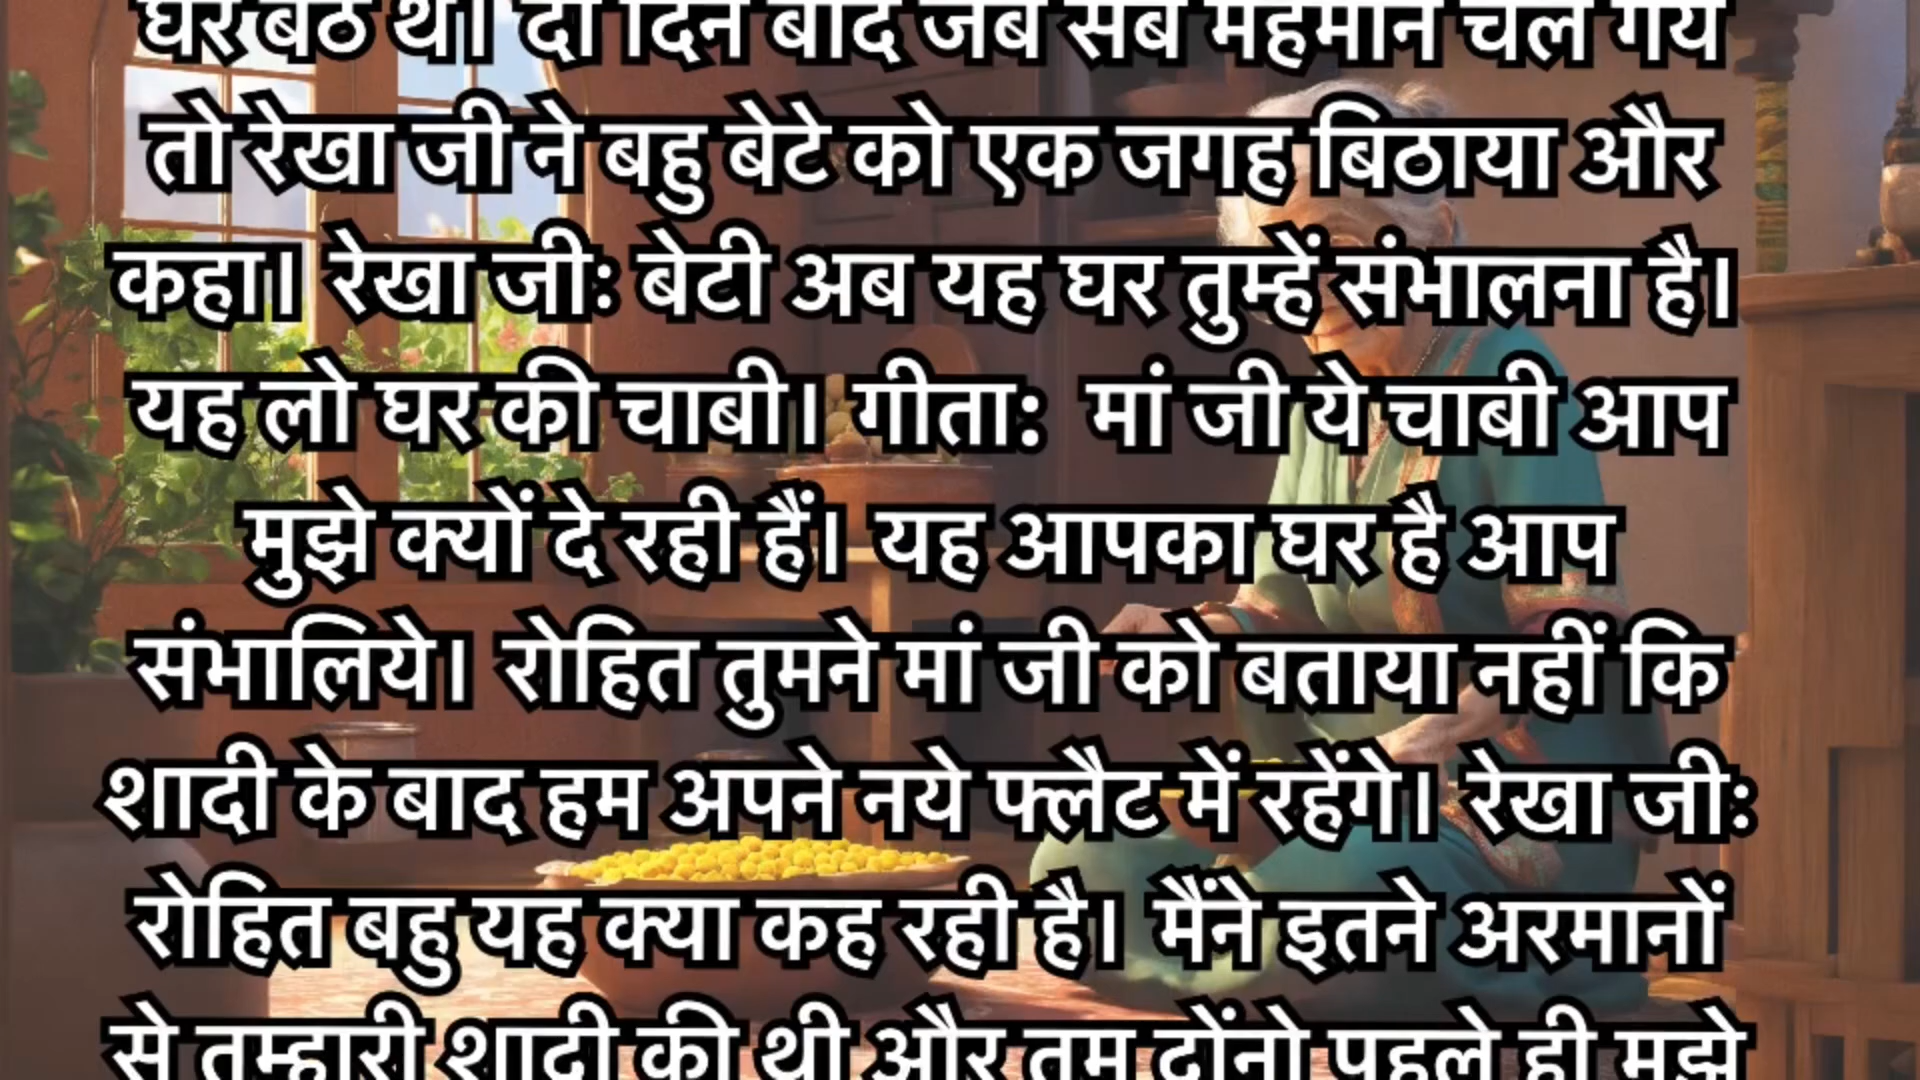 घर बैठे थे। दो दिन बाद जब सब मेहमान चले गये
तो रेखा जी ने बहु बेटे को एक जगह बिठाया और
कहा। रेखा जीः बेटी अब यह घर तुम्हें संभालना है।
यह लो घर की चाबी। गीता:  मां जी ये चाबी आप
मुझे क्यों दे रही हैं। यह आपका घर है आप
संभालिये। रोहित तुमने मां जी को बताया नहीं कि
शादी के बाद हम अपने नये फ्लैट में रहेंगे। रेखा जीः
रोहित बहु यह क्या कह रही है। मैंने इतने अरमानों
से तुम्हारी शादी की थी और तुम दोंनो पहले ही मुझे